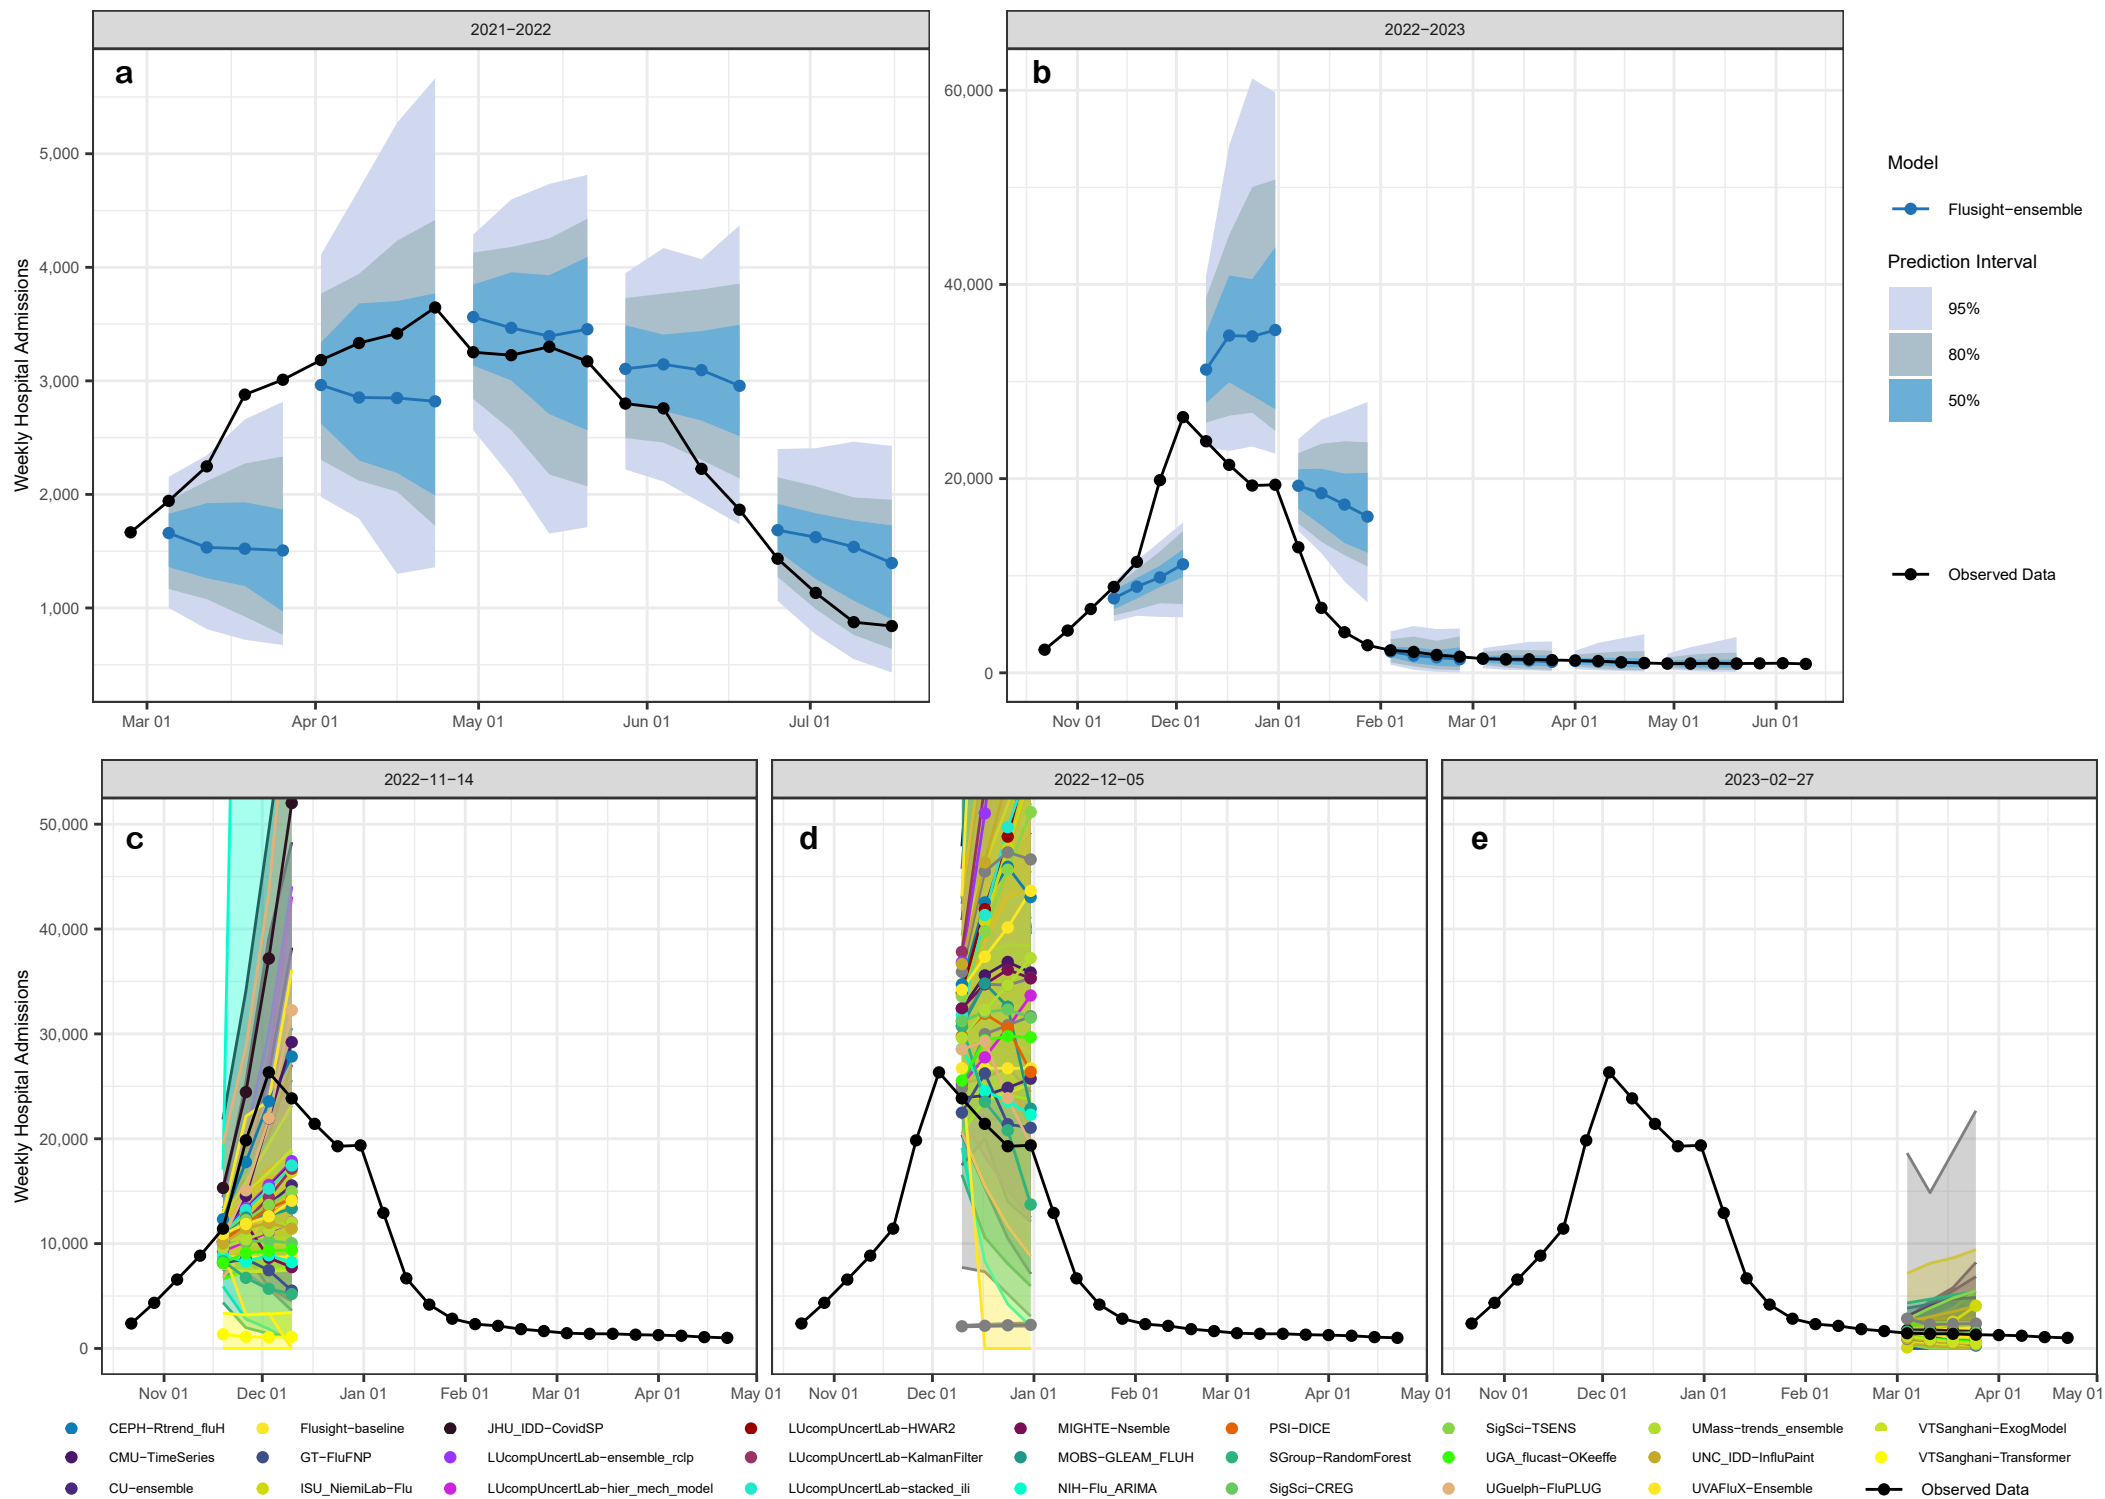 2021−2022
2022−2023
a
b
Weekly Hospital Admissions
5,000
4,000
3,000
2,000
1,000
Mar 01
Apr 01
May 01
Jun 01
Jul 01
60,000
40,000
20,000
0
Nov 01
Dec 01
Jan 01
Feb 01
Mar 01
Apr 01
May 01
Jun 01
Model
Flusight−ensemble
Prediction Interval
95%
80%
50%
Observed Data
2022−11−14
2022−12−05
2023−02−27
c
d
e
Weekly Hospital Admissions
50,000
40,000
30,000
20,000
10,000
0
Nov 01
Dec 01
Jan 01
Feb 01
Mar 01
Apr 01
May 01
Nov 01
Dec 01
Jan 01
Feb 01
Mar 01
Apr 01
May 01
Nov 01
Dec 01
Jan 01
Feb 01
Mar 01
Apr 01
May 01
CEPH−Rtrend_fluH
Flusight−baseline
JHU_IDD−CovidSP
LUcompUncertLab−HWAR2
MIGHTE−Nsemble
PSI−DICE
SigSci−TSENS
UMass−trends_ensemble
VTSanghani−ExogModel
CMU−TimeSeries
GT−FluFNP
LUcompUncertLab−ensemble_rclp
LUcompUncertLab−KalmanFilter
MOBS−GLEAM_FLUH
SGroup−RandomForest
UGA_flucast−OKeeffe
UNC_IDD−InfluPaint
VTSanghani−Transformer
CU−ensemble
ISU_NiemiLab−Flu
LUcompUncertLab−hier_mech_model
LUcompUncertLab−stacked_ili
NIH−Flu_ARIMA
SigSci−CREG
UGuelph−FluPLUG
UVAFluX−Ensemble
Observed Data